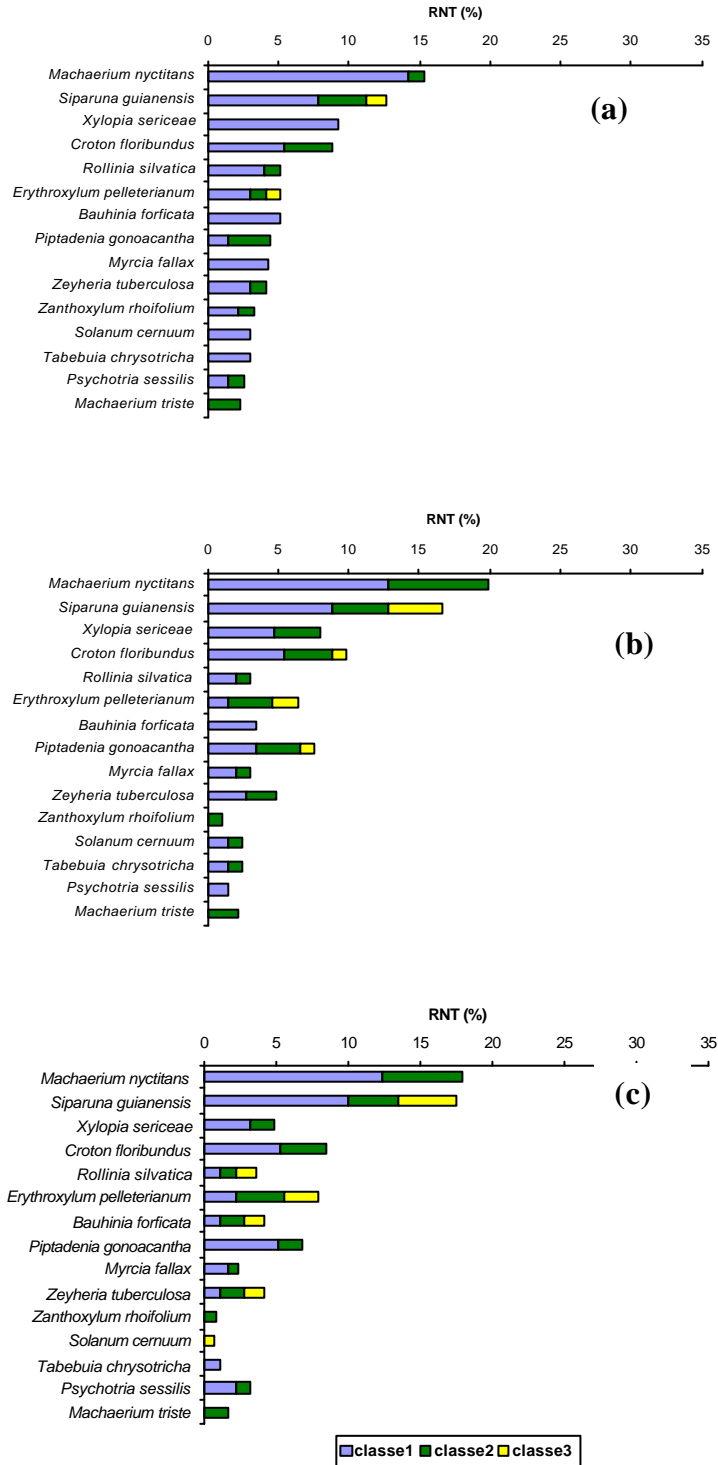 RNT (%)
0 5 10 15 20 25 30 35
Machaerium nyctitans
Siparuna guianensis
(a)
Xylopia sericeae
Croton floribundus
Rollinia silvatica
Erythroxylum pelleterianum
Bauhinia forficata
Piptadenia gonoacantha
Myrcia fallax
Zeyheria tuberculosa
Zanthoxylum rhoifolium
Solanum cernuum
Tabebuia chrysotricha
Psychotria sessilis
Machaerium triste
RNT (%)
0 5 10 15 20 25 30 35
Machaerium nyctitans
Siparuna guianensis
Xylopia sericeae
(b)
Croton floribundus
Rollinia silvatica
Erythroxylum pelleterianum
Bauhinia forficata
Piptadenia gonoacantha
Myrcia fallax
Zeyheria tuberculosa
Zanthoxylum rhoifolium
Solanum cernuum
Tabebuia chrysotricha
Psychotria sessilis
Machaerium triste
RNT (%)
0 5 10 15 20 25 30 35
Machaerium nyctitans
(c)
Siparuna guianensis
Xylopia sericeae
Croton floribundus
Rollinia silvatica
Erythroxylum pelleterianum
Bauhinia forficata
Piptadenia gonoacantha
Myrcia fallax
Zeyheria tuberculosa
Zanthoxylum rhoifolium
Solanum cernuum
Tabebuia chrysotricha
Psychotria sessilis
Machaerium triste
classe1 classe2 classe3